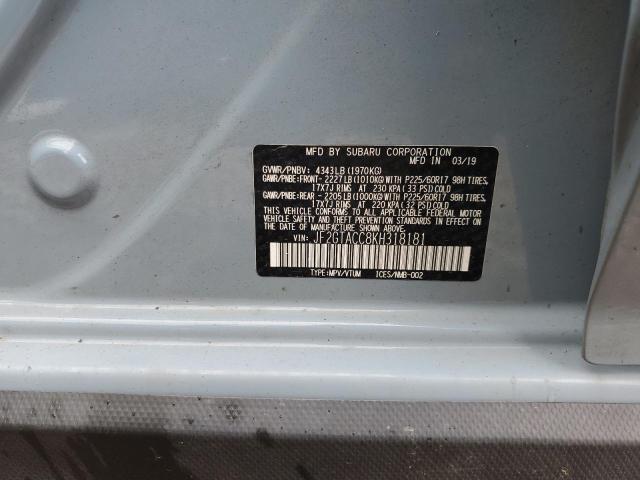 MFD BY SUBARU CORPORATION
MFD IN 03/19
GVWR/PNBV: 4343LB(1970KG)
GAWR/PNBE:FRONT-2227LB(1010KG)WITH P225/60R17 98H TIRES,
17X7J RIMS AT 230 KPA(33 PSI)COLD
GAWR/PNBE:REAR -2205LB(1000KG)WITH P225/60R17 98H TIRES,
17X7J RIMS AT 220 KPA(32 PSI)COLD
THIS VEHICLE CONFORMS TO ALL APPLICABLE FEDERAL MOTOR
VEHICLE SAFETY AND BUMPER STANDARDS IN EFFECT ON
THE DATE OF MANUFACTURE SHOWN ABOVE.
VIN: JF2GTACC8KH318181
TYPE:MPV/VTUM ICES/NMB-002